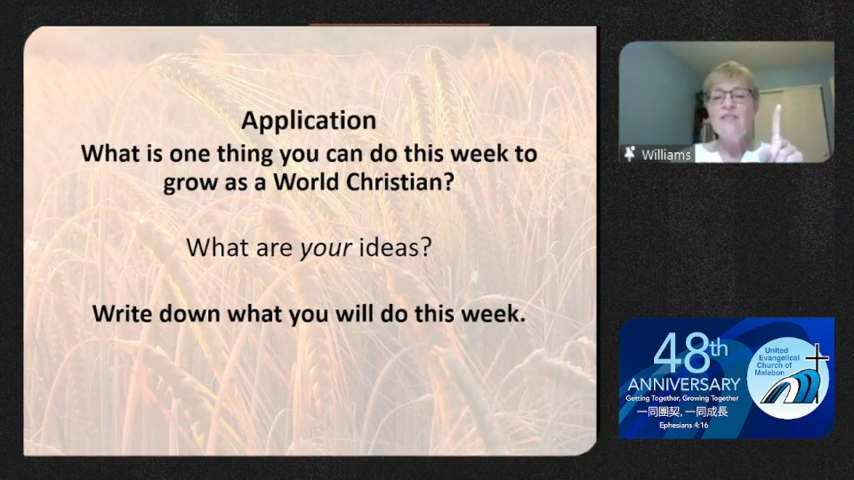 Application
What is one thing you can do this week to
grow as a World Christian?
What are your ideas?
Write down what you will do this week.
Williams
48th
ANNIVERSARY
Getting Together, Growing Together
一同團契, 一同成長
Ephesians 4:16
United
Evangelical
Church of
Malabon